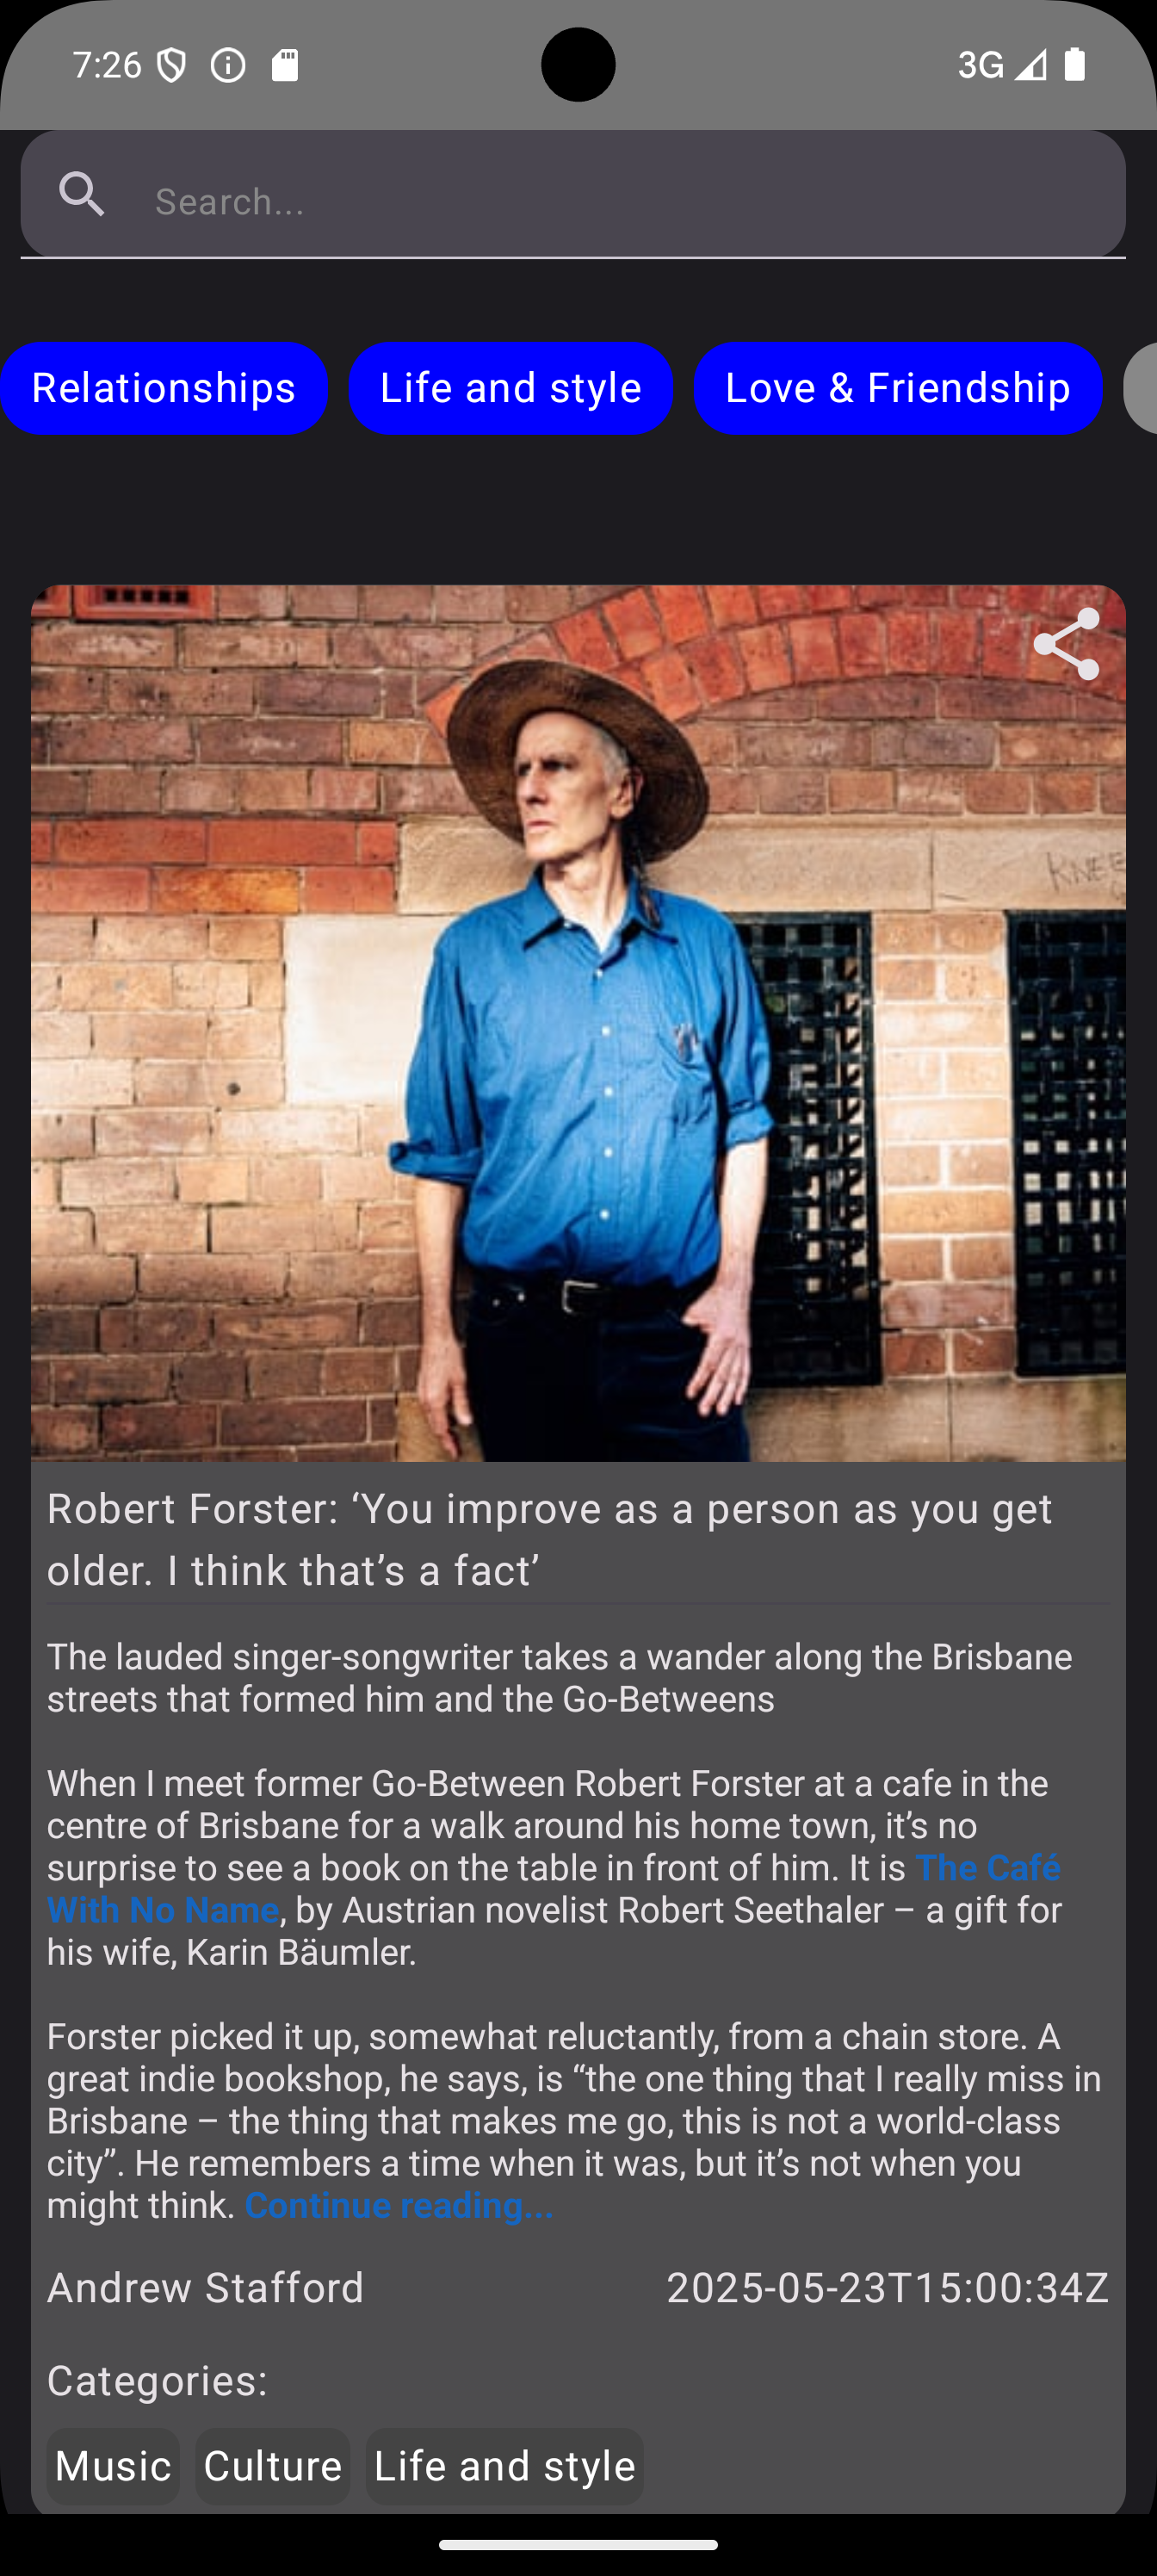 7:26
3G
Search...
Relationships
Life and style
Love & Friendship
KNEE
Robert Forster: ‘You improve as a person as you get
older. I think that’s a fact’
The lauded singer-songwriter takes a wander along the Brisbane
streets that formed him and the Go-Betweens
When I meet former Go-Between Robert Forster at a cafe in the
centre of Brisbane for a walk around his home town, it’s no
surprise to see a book on the table in front of him. It is The Café
With No Name, by Austrian novelist Robert Seethaler – a gift for
his wife, Karin Bäumler.
Forster picked it up, somewhat reluctantly, from a chain store. A
great indie bookshop, he says, is “the one thing that I really miss in
Brisbane – the thing that makes me go, this is not a world-class
city”. He remembers a time when it was, but it’s not when you
might think. Continue reading...
Andrew Stafford
2025-05-23T15:00:34Z
Categories:
Music
Culture
Life and style